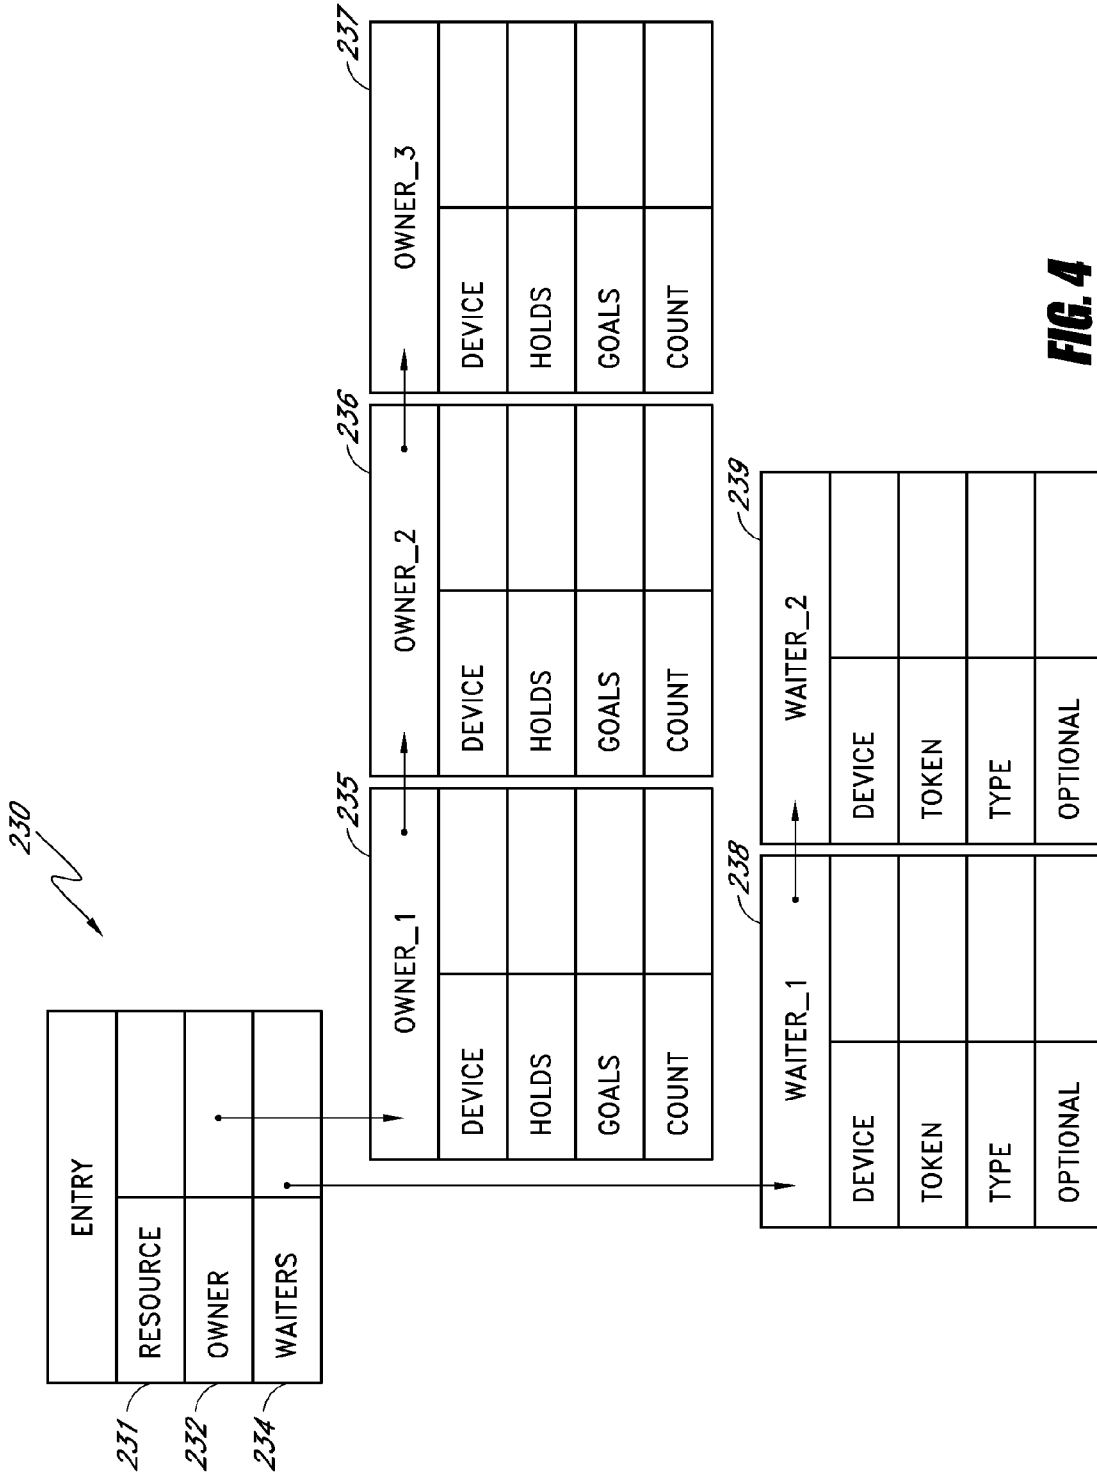 230
ENTRY
RESOURCE
OWNER
WAITERS
231
232
234
235
OWNER_1
DEVICE
HOLDS
GOALS
COUNT
236
OWNER_2
DEVICE
HOLDS
GOALS
COUNT
237
OWNER_3
DEVICE
HOLDS
GOALS
COUNT
238
WAITER_1
DEVICE
TOKEN
TYPE
OPTIONAL
239
WAITER_2
DEVICE
TOKEN
TYPE
OPTIONAL
FIG. 4